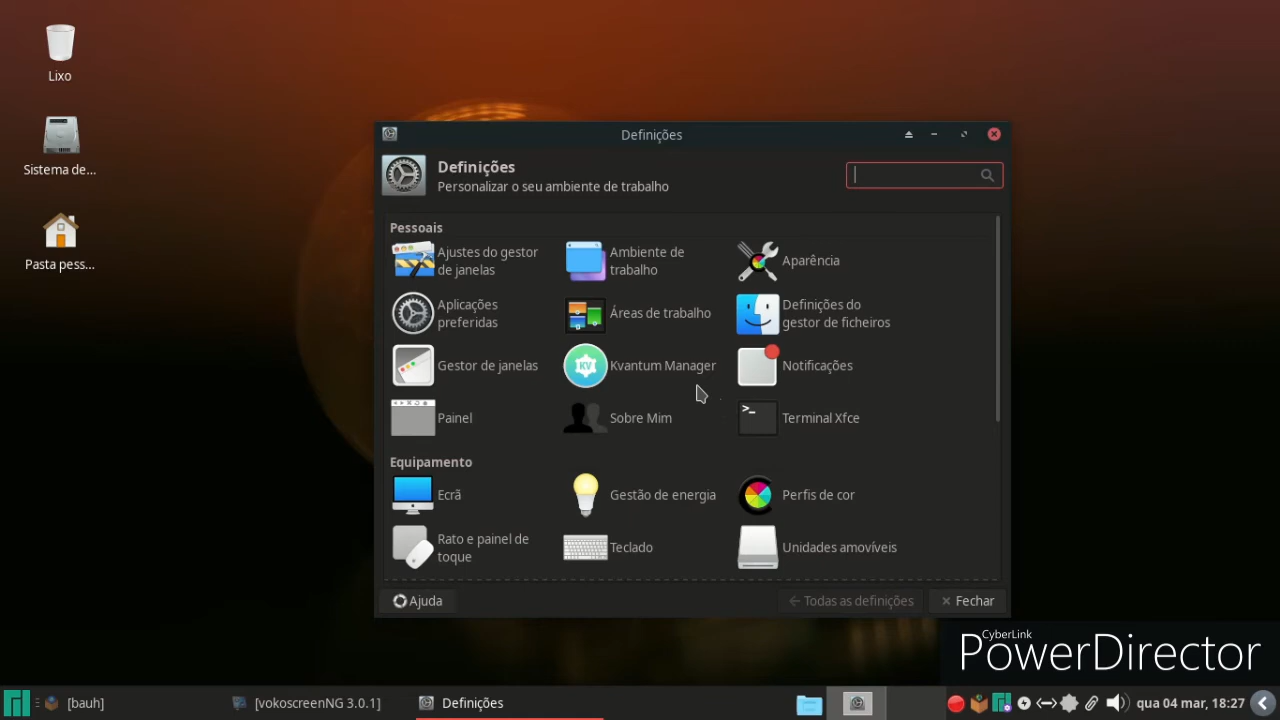 Lixo
Sistema de...
Pasta pess...
Definições
Definições
Personalizar o seu ambiente de trabalho
Pessoais
Ajustes do gestor
de janelas
Ambiente de
trabalho
Aparência
Aplicações
preferidas
Áreas de trabalho
Definições do
gestor de ficheiros
Gestor de janelas
KV
Kvantum Manager
Notificações
Painel
Sobre Mim
>_
Terminal Xfce
Equipamento
Ecrã
Gestão de energia
Perfis de cor
Rato e painel de
toque
Teclado
Unidades amovíveis
Ajuda
Todas as definições
Fechar
CyberLink
PowerDirector
[bauh]
[vokoscreenNG 3.0.1]
Definições
qua 04 mar, 18:27